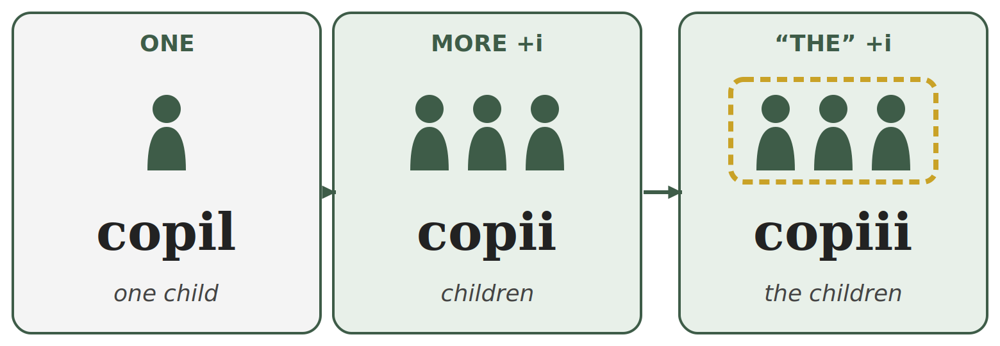 ONE
copil
one child
MORE +i
copii
children
“THE” +i
copiii
the children